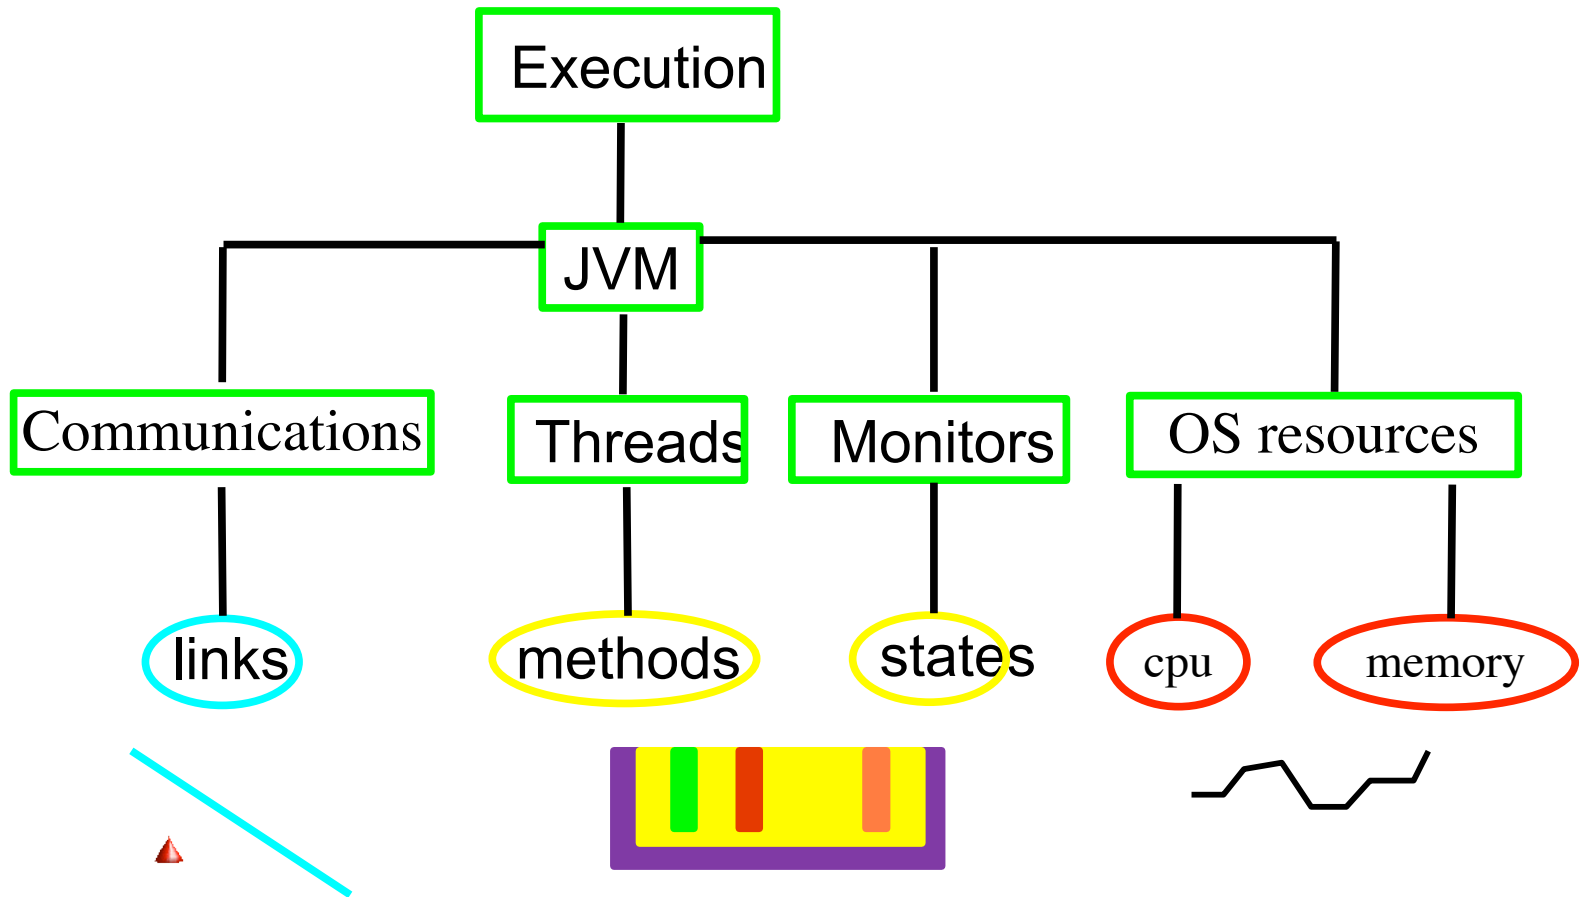 Execution
JVM
Communications
Threads
Monitors
OS resources
links
methods
states
cpu
memory